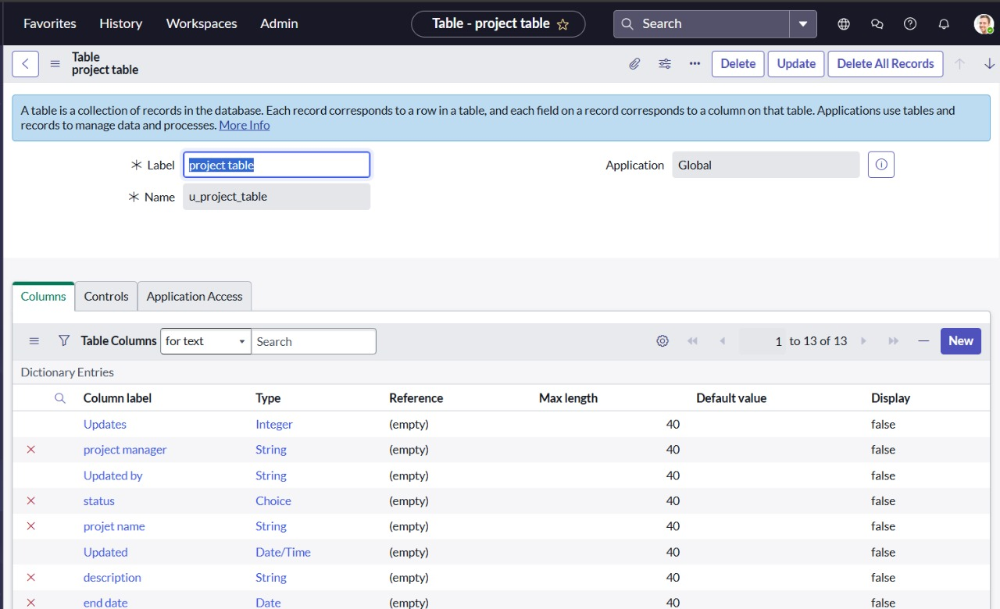 Favorites History Workspaces Admin Table - project table Search
Table
project table
Delete Update Delete All Records
A table is a collection of records in the database. Each record corresponds to a row in a table, and each field on a record corresponds to a column on that table. Applications use tables and
records to manage data and processes. More Info
Label project table Application Global
Name u_project_table
Columns Controls Application Access
Table Columns for text Search 1 to 13 of 13 New
Dictionary Entries
Column label Type Reference Max length Default value Display
Updates Integer (empty) 40 false
project manager String (empty) 40 false
Updated by String (empty) 40 false
status Choice (empty) 40 false
projet name String (empty) 40 false
Updated Date/Time (empty) 40 false
description String (empty) 40 false
end date Date (empty) 40 false